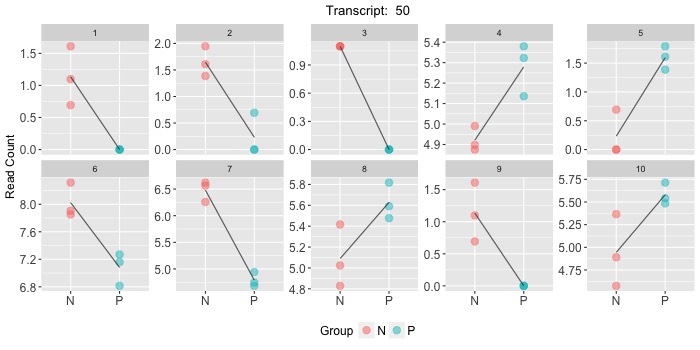 Transcript: 50
1 2 3 4 5
1.5 1.0 0.5 0.0
2.0 1.5 1.0 0.5 0.0
0.9 0.6 0.3 0.0
5.4 5.3 5.2 5.1 5.0 4.9
1.5 1.0 0.5 0.0
Read Count
6 7 8 9 10
8.0 7.6 7.2 6.8
6.5 6.0 5.5 5.0
5.8 5.6 5.4 5.2 5.0 4.8
1.5 1.0 0.5 0.0
5.75 5.50 5.25 5.00 4.75
N P N P N P N P N P
Group N P